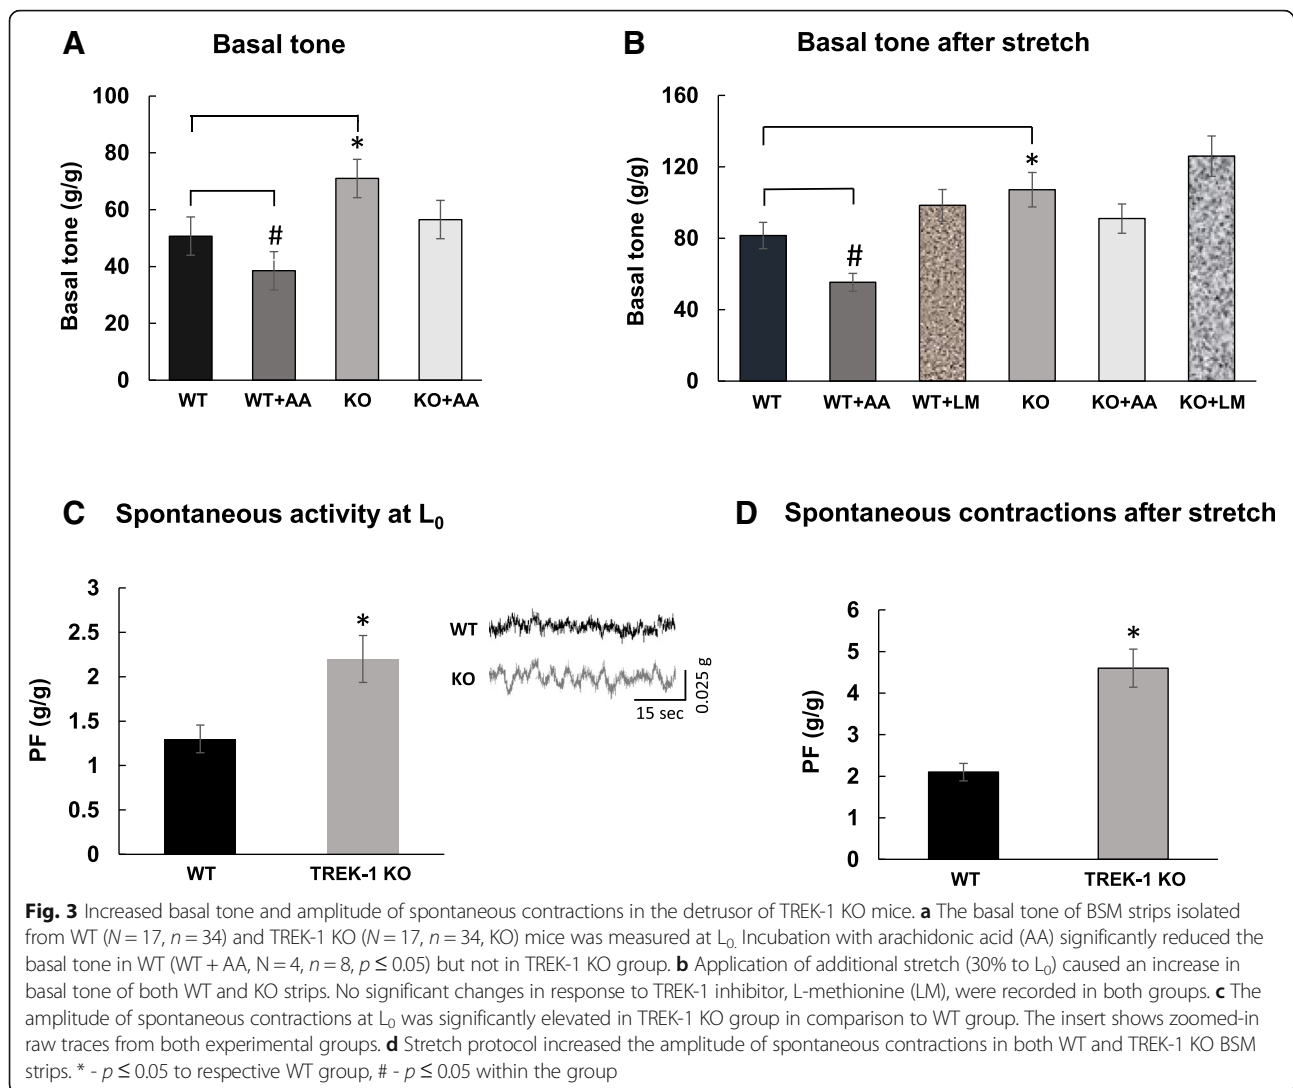 A Basal tone
100
80
60
40
20
0
Basal tone (g/g)
*
#
WT WT+AA KO KO+AA
B Basal tone after stretch
160
120
80
40
0
Basal tone (g/g)
*
#
WT WT+AA WT+LM KO KO+AA KO+LM
C Spontaneous activity at L0
3
2.5
2
1.5
1
0.5
0
PF (g/g)
*
WT TREK-1 KO
WT
KO
15 sec
0.025 g
D Spontaneous contractions after stretch
6
5
4
3
2
1
0
PF (g/g)
*
WT TREK-1 KO
Fig. 3 Increased basal tone and amplitude of spontaneous contractions in the detrusor of TREK-1 KO mice. a The basal tone of BSM strips isolated
from WT (N = 17, n = 34) and TREK-1 KO (N = 17, n = 34, KO) mice was measured at L0. Incubation with arachidonic acid (AA) significantly reduced the
basal tone in WT (WT + AA, N = 4, n = 8, p ≤ 0.05) but not in TREK-1 KO group. b Application of additional stretch (30% to L0) caused an increase in
basal tone of both WT and KO strips. No significant changes in response to TREK-1 inhibitor, L-methionine (LM), were recorded in both groups. c The
amplitude of spontaneous contractions at L0 was significantly elevated in TREK-1 KO group in comparison to WT group. The insert shows zoomed-in
raw traces from both experimental groups. d Stretch protocol increased the amplitude of spontaneous contractions in both WT and TREK-1 KO BSM
strips. * - p ≤ 0.05 to respective WT group, # - p ≤ 0.05 within the group